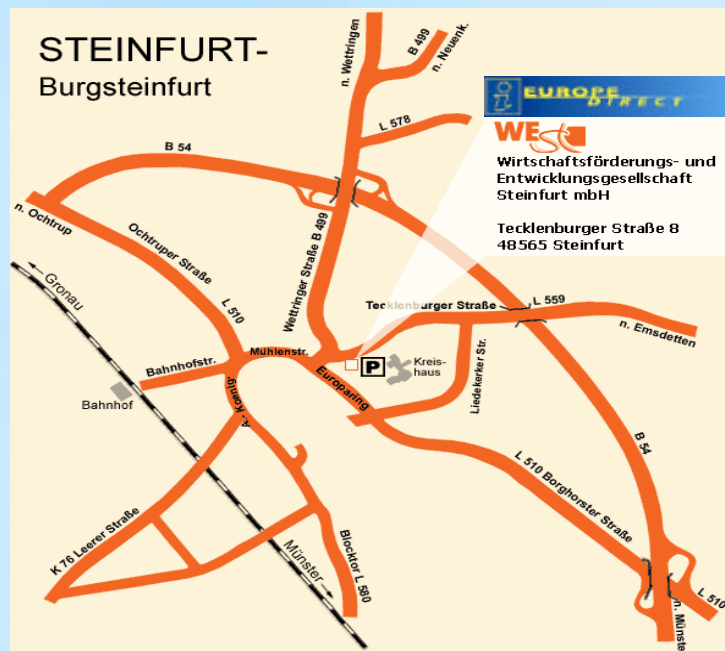 STEINFURT-
Burgsteinfurt
n. Wettringen
B 499
n. Neuenk.
EUROPE
DIRECT
WESt
L 578
Wirtschaftsförderungs- und
Entwicklungsgesellschaft
Steinfurt mbH
Tecklenburger Straße 8
48565 Steinfurt
B 54
n. Ochtrup
Ochtruper Straße
Wettringer Straße B 499
Gronau
L 510
Tecklenburger Straße
L 559
n. Emsdetten
Mühlenstr.
Bahnhofstr.
Europaring
P
Kreis-
haus
Liedekerker Str.
Bahnhof
A.-Koenig-
B 54
L 510 Borghorster Straße
K 76 Leerer Straße
Münster
Blocktor L 580
L 510
n. Münste